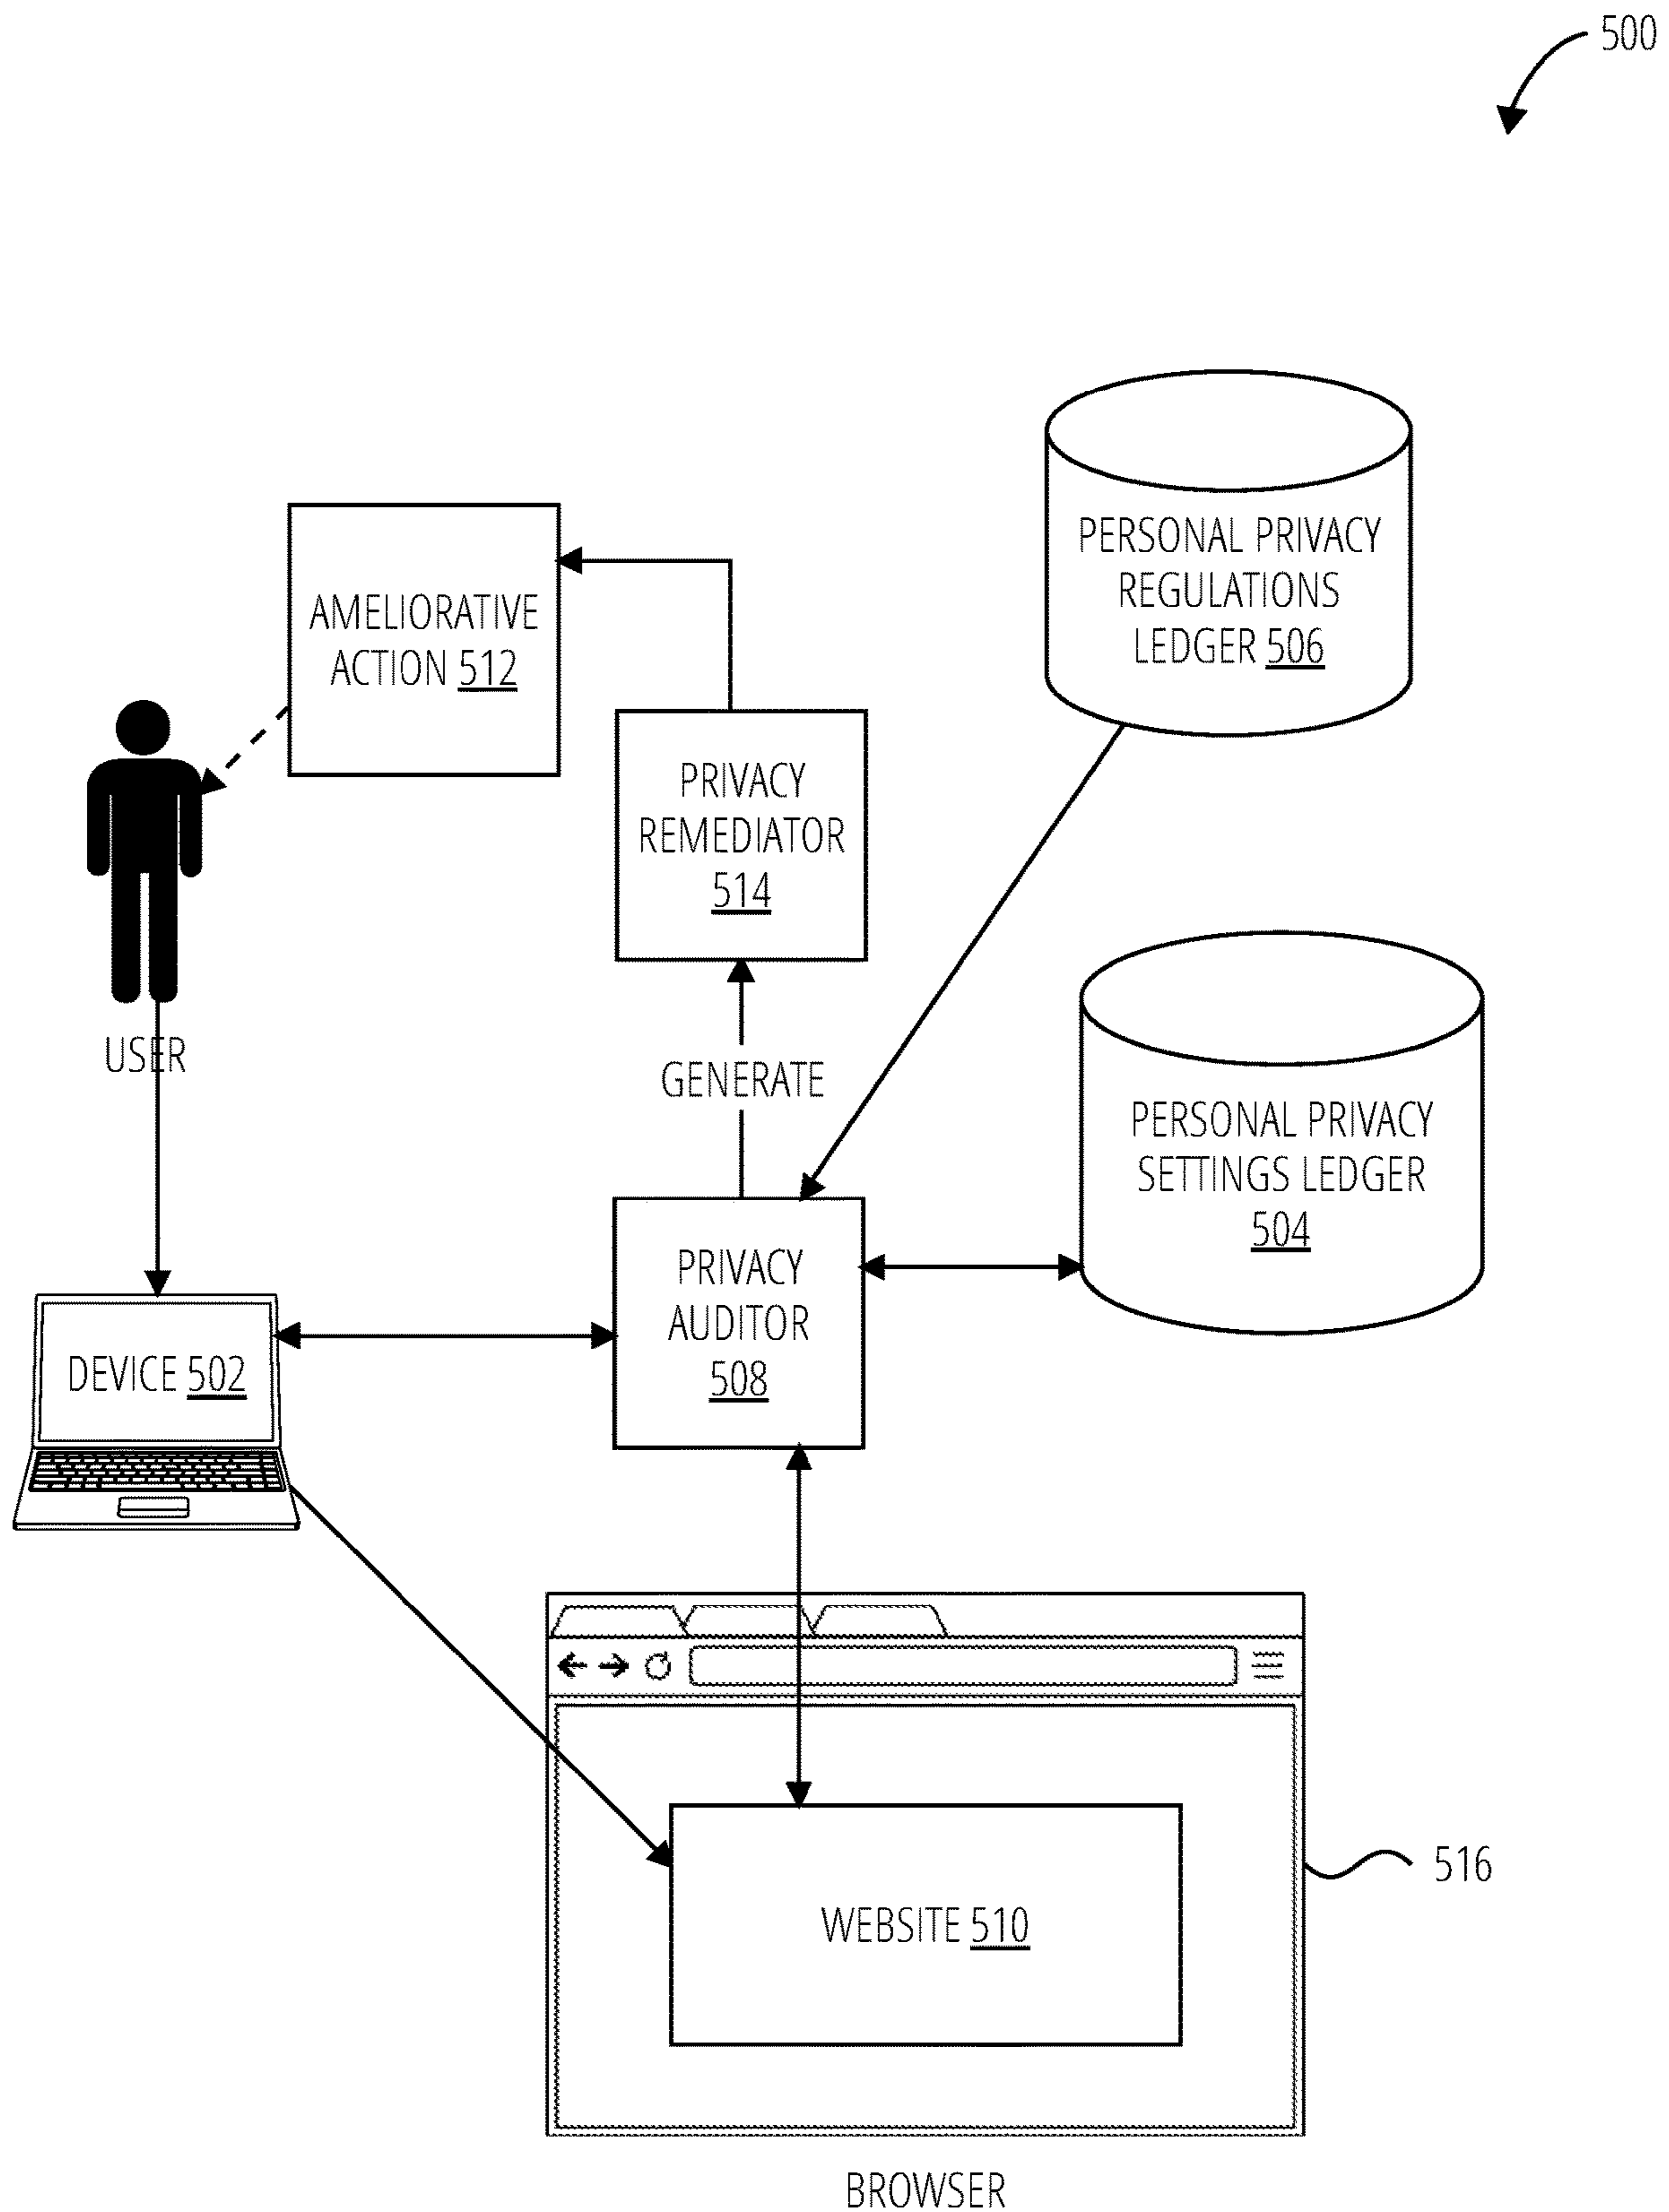 500
PERSONAL PRIVACY
REGULATIONS
LEDGER 506
AMELIORATIVE
ACTION 512
PRIVACY
REMEDIATOR
514
USER
GENERATE
PERSONAL PRIVACY
SETTINGS LEDGER
504
PRIVACY
AUDITOR
508
DEVICE 502
516
WEBSITE 510
BROWSER